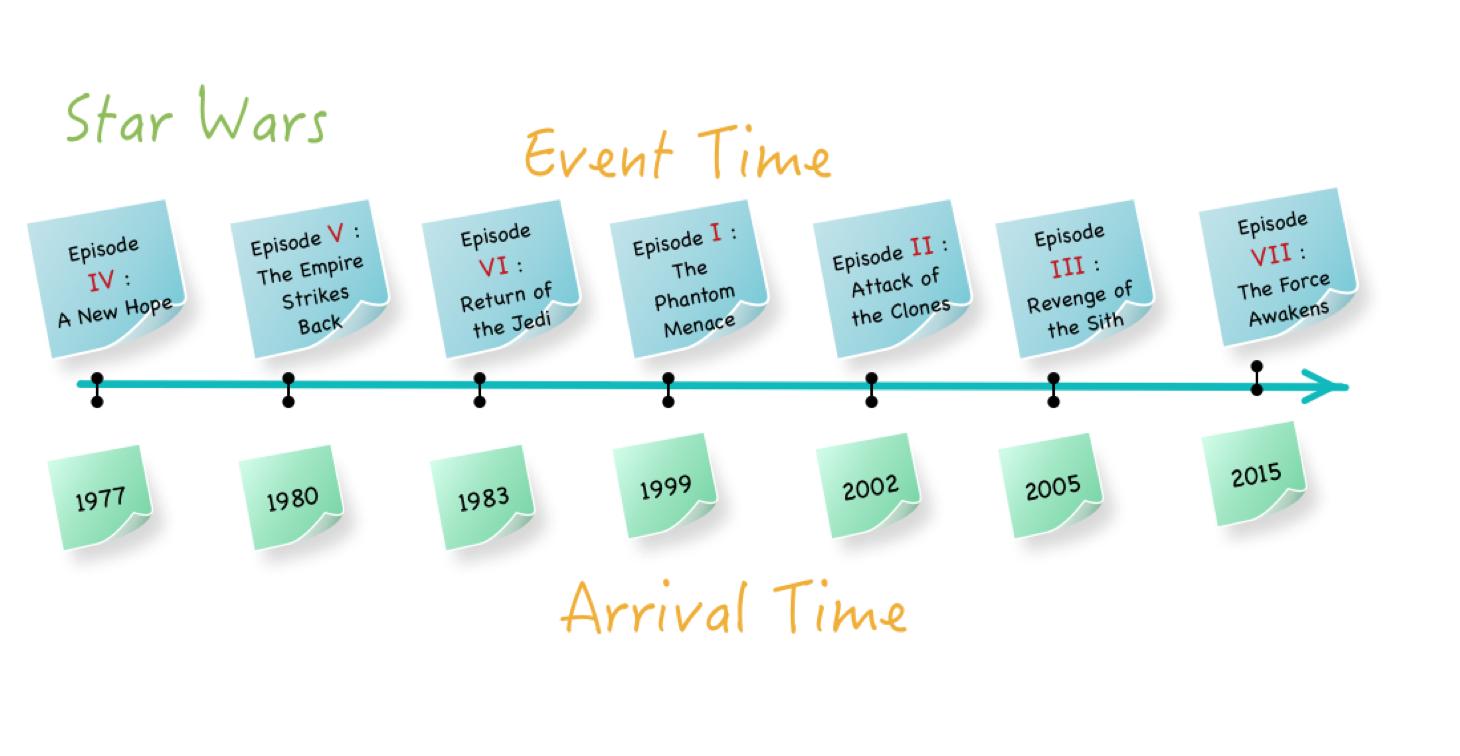 Star Wars
Event Time
Episode
IV :
A New Hope
Episode V :
The Empire
Strikes
Back
Episode
VI :
Return of
the Jedi
Episode I :
The
Phantom
Menace
Episode II :
Attack of
the Clones
Episode
III :
Revenge of
the Sith
Episode
VII :
The Force
Awakens
1977
1980
1983
1999
2002
2005
2015
Arrival Time